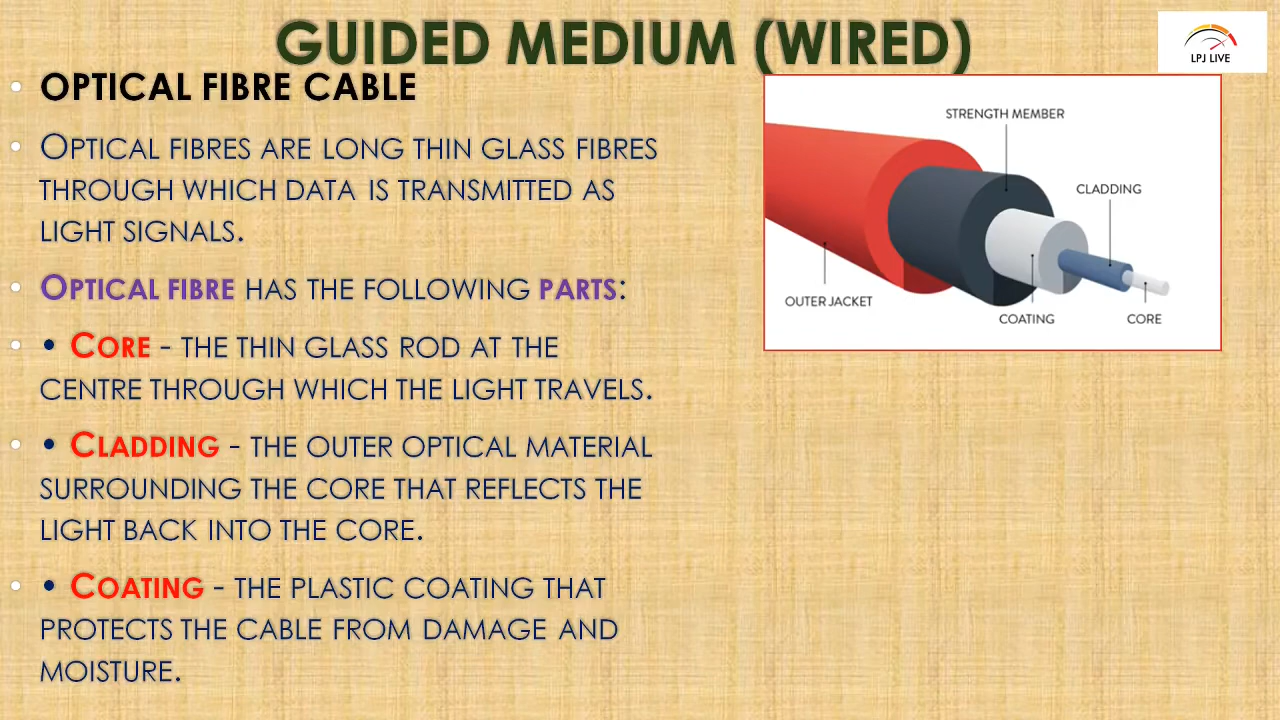 GUIDED MEDIUM (WIRED)
LPJ LIVE
• OPTICAL FIBRE CABLE
• OPTICAL FIBRES ARE LONG THIN GLASS FIBRES
THROUGH WHICH DATA IS TRANSMITTED AS
LIGHT SIGNALS.
• OPTICAL FIBRE HAS THE FOLLOWING PARTS:
• • CORE - THE THIN GLASS ROD AT THE
CENTRE THROUGH WHICH THE LIGHT TRAVELS.
• • CLADDING - THE OUTER OPTICAL MATERIAL
SURROUNDING THE CORE THAT REFLECTS THE
LIGHT BACK INTO THE CORE.
• • COATING - THE PLASTIC COATING THAT
PROTECTS THE CABLE FROM DAMAGE AND
MOISTURE.
STRENGTH MEMBER
CLADDING
OUTER JACKET
COATING
CORE